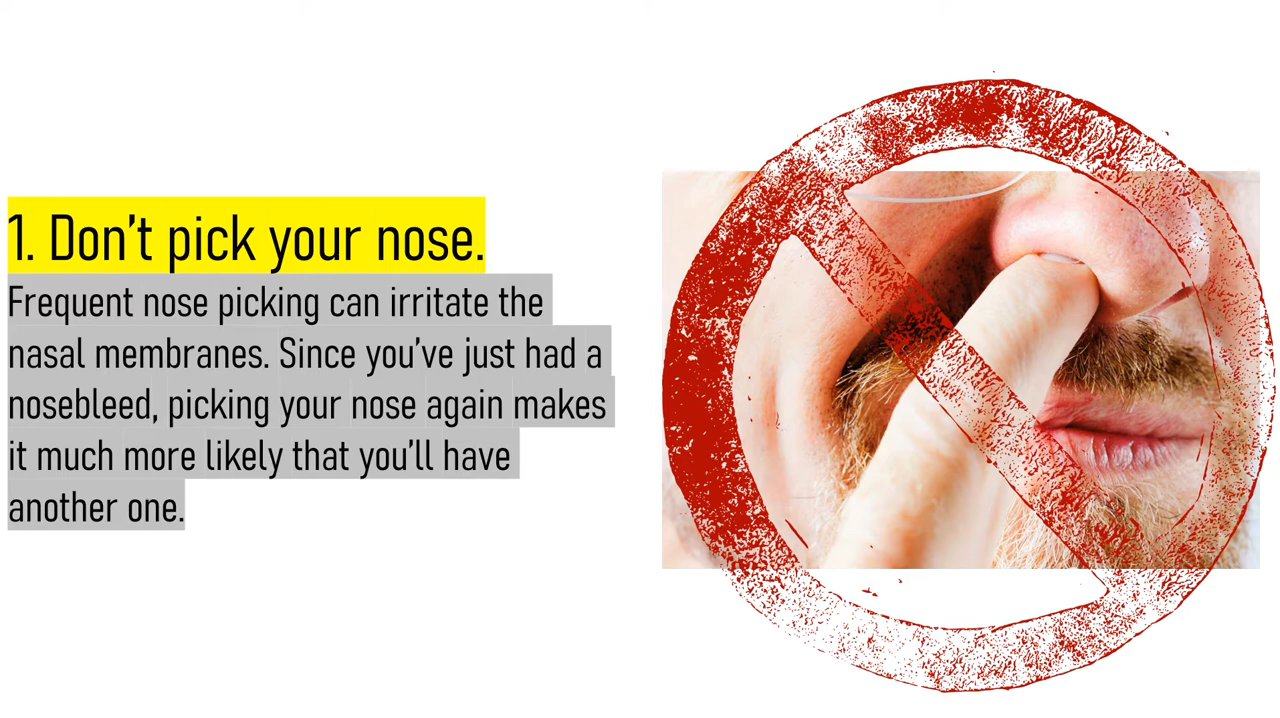 1. Don’t pick your nose.
Frequent nose picking can irritate the
nasal membranes. Since you’ve just had a
nosebleed, picking your nose again makes
it much more likely that you’ll have
another one.